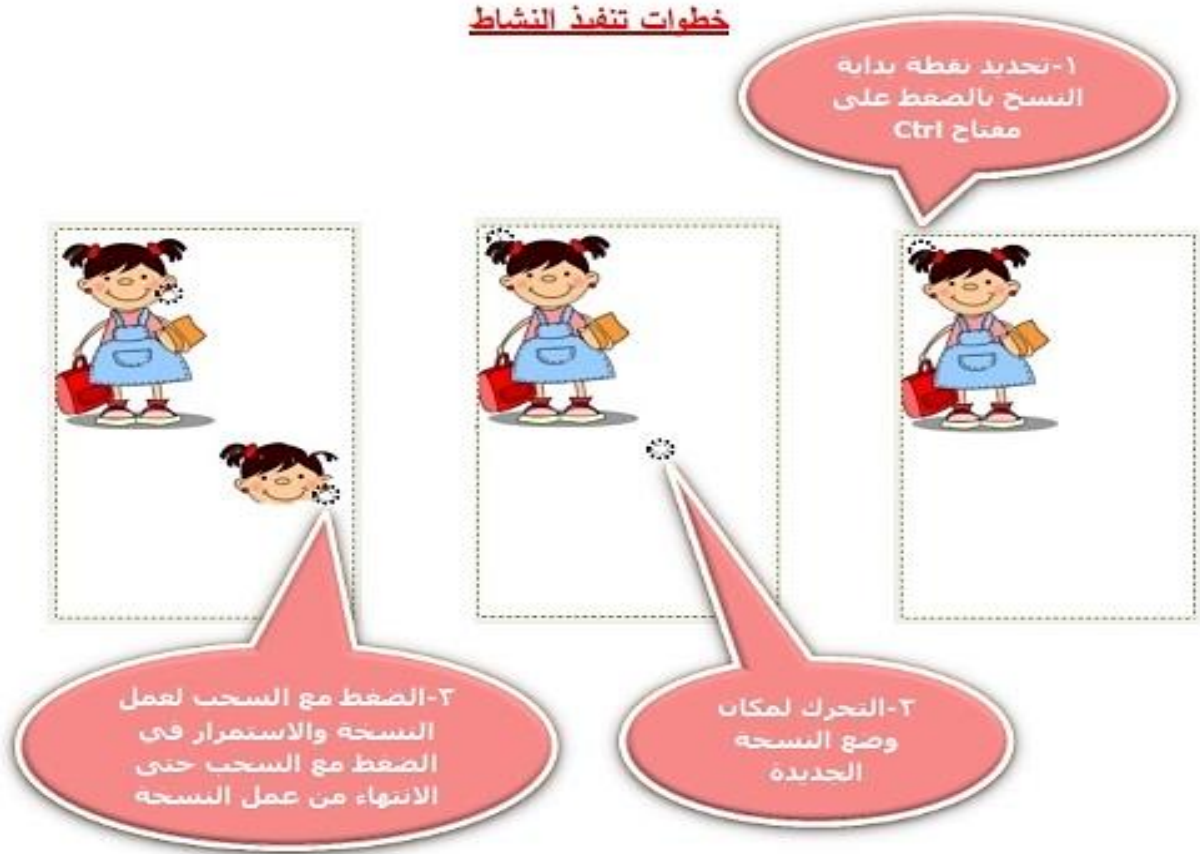 خطوات تنفيذ النشاط
١-تحديد نقطة بداية
النسخ بالضغط على
مفتاح Ctrl
٢-التحرك لمكان
وضع النسخة
الجديدة
٣-الضغط مع السحب لعمل
النسخة والاستمرار في
الضغط مع السحب حتى
الانتهاء من عمل النسخة